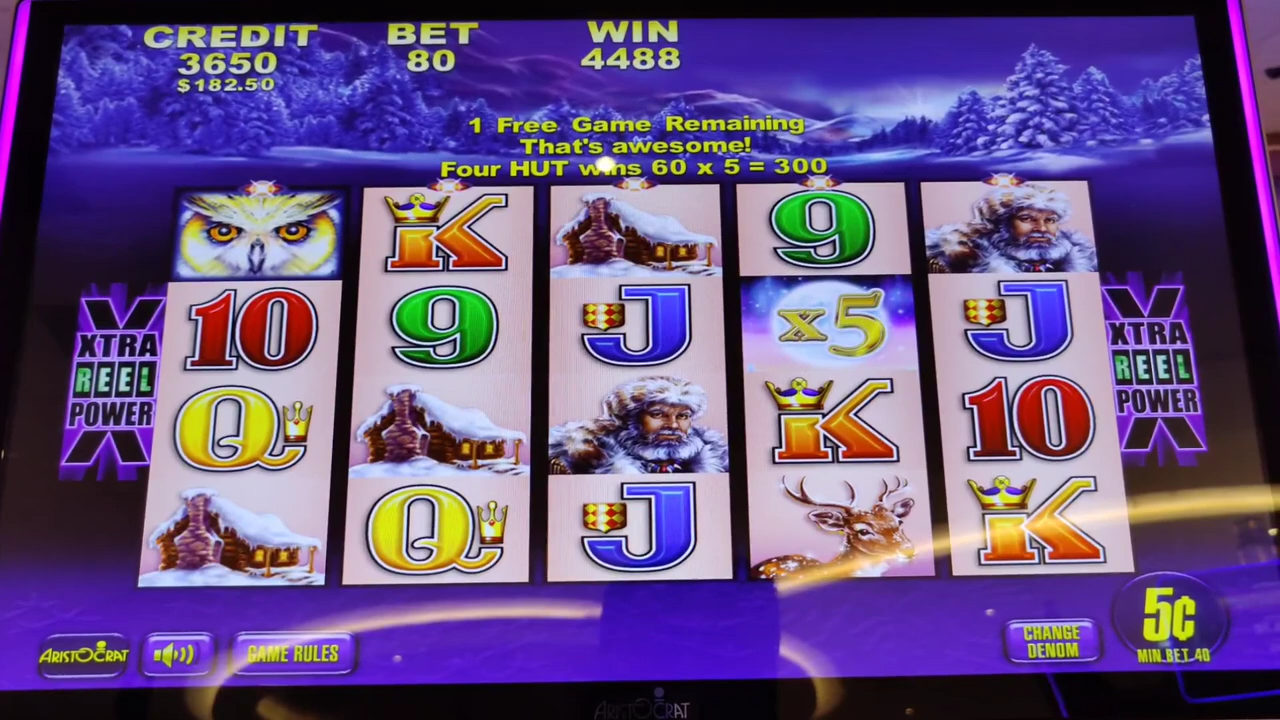 CREDIT BET WIN
3650 80 4488
$182.50
1 Free Game Remaining
That's awesome!
Four HUT wins 60 x 5 = 300
K 9
10 9 J x5 J
Q K 10
Q J K
XTRA
REEL
POWER
XTRA
REEL
POWER
ARISTOCRAT
GAME RULES
CHANGE
DENOM
5¢
MIN.BET 40
ARISTOCRAT